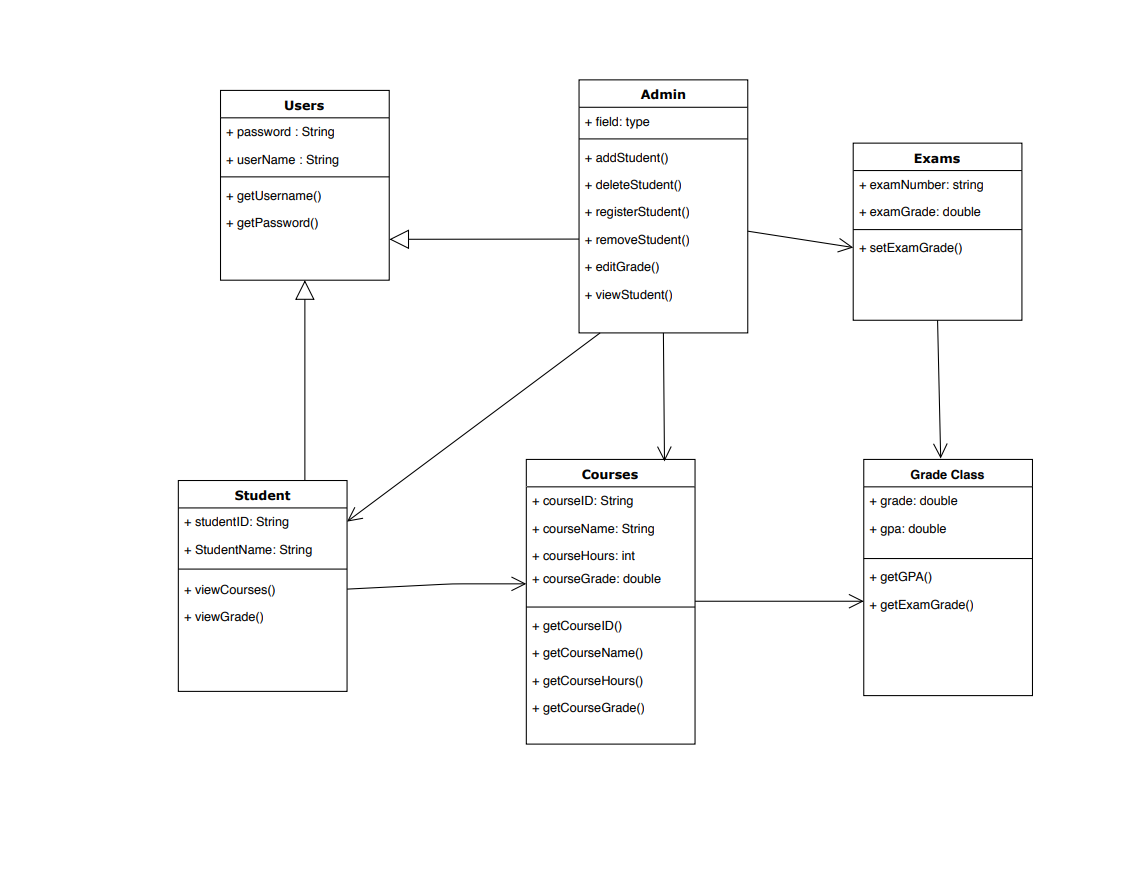 Users
+ password : String
+ userName : String
+ getUsername()
+ getPassword()
Admin
+ field: type
+ addStudent()
+ deleteStudent()
+ registerStudent()
+ removeStudent()
+ editGrade()
+ viewStudent()
Exams
+ examNumber: string
+ examGrade: double
+ setExamGrade()
Student
+ studentID: String
+ StudentName: String
+ viewCourses()
+ viewGrade()
Courses
+ courseID: String
+ courseName: String
+ courseHours: int
+ courseGrade: double
+ getCourseID()
+ getCourseName()
+ getCourseHours()
+ getCourseGrade()
Grade Class
+ grade: double
+ gpa: double
+ getGPA()
+ getExamGrade()